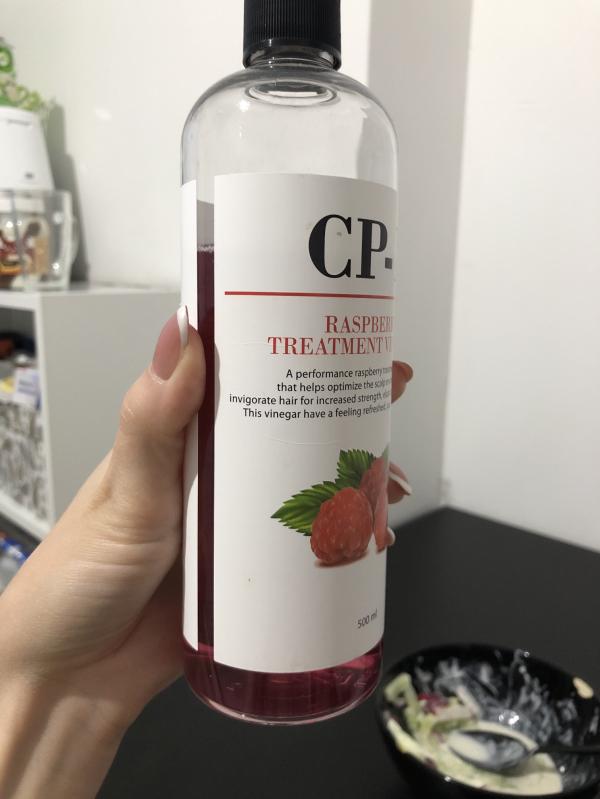 CP-
RASPBER
TREATMENT V
A performance raspberry
that helps optimize the scalp
invigorate hair for increased strength,
This vinegar have a feeling refreshed,
500 ml